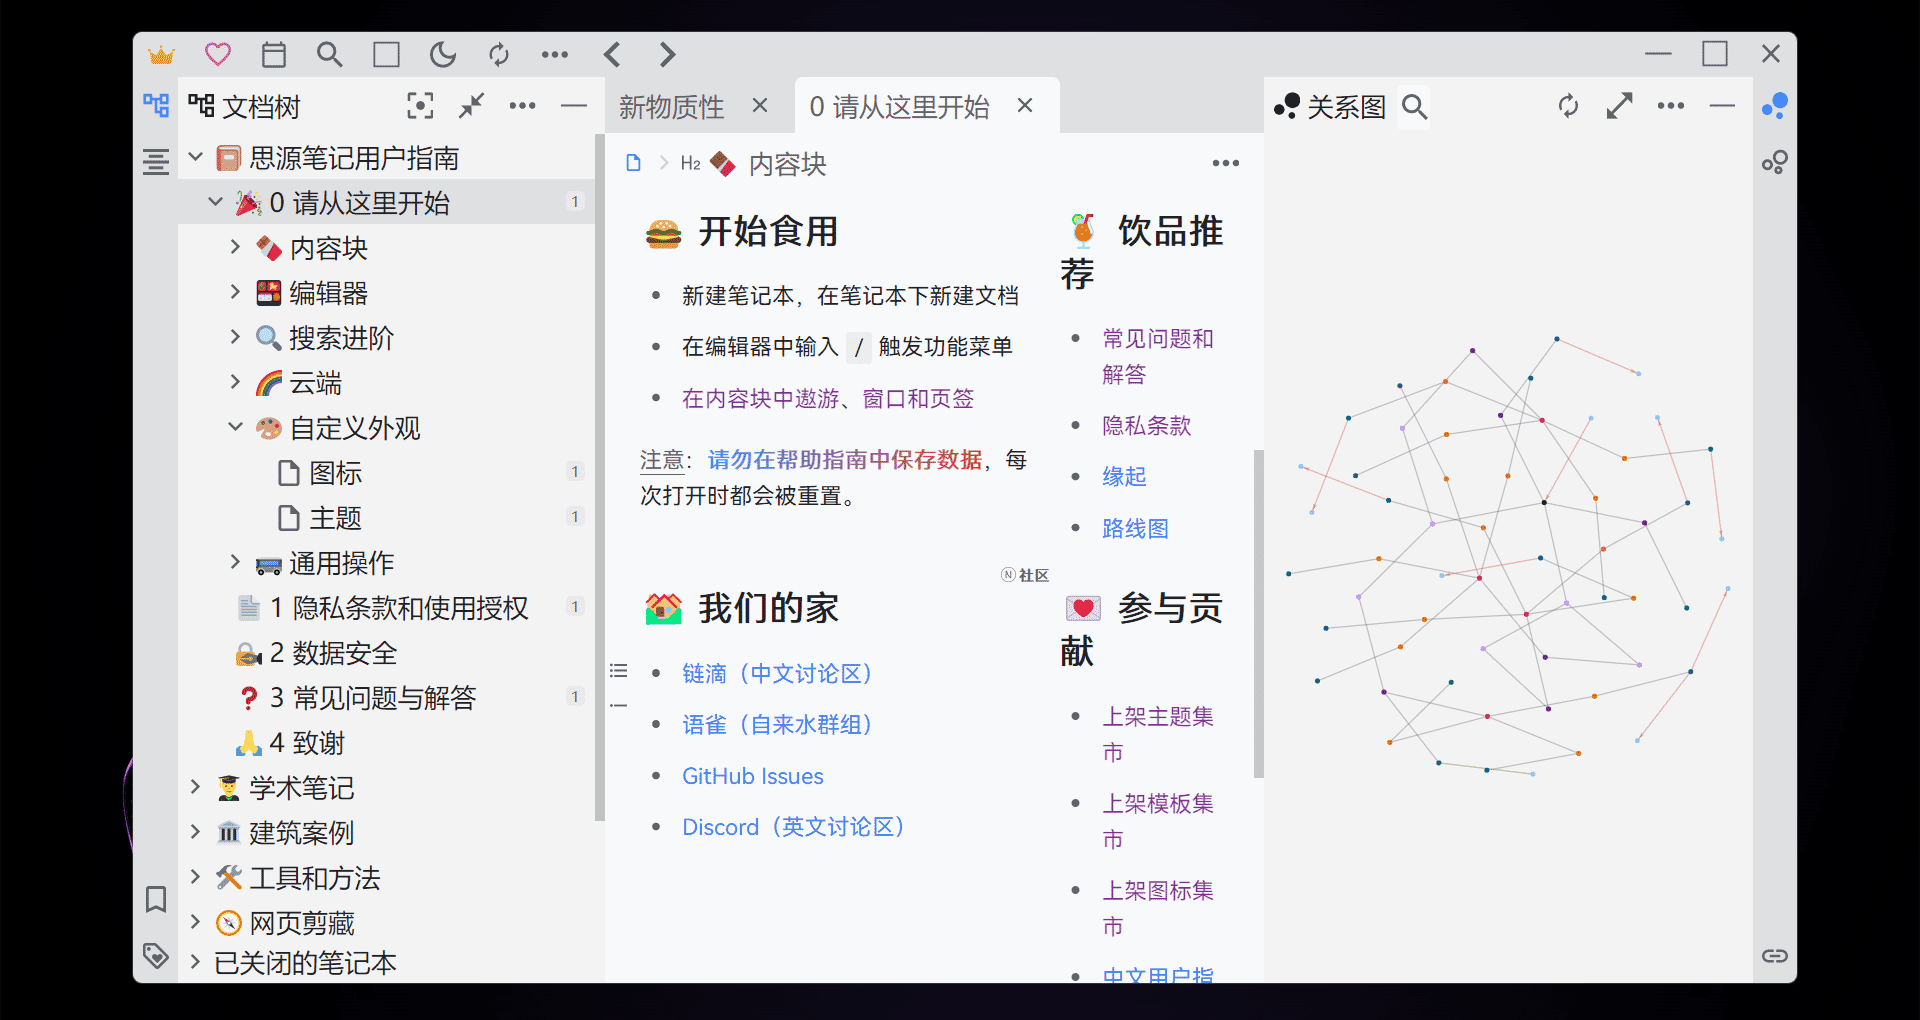 文档树
思源笔记用户指南
0 请从这里开始
1
内容块
编辑器
搜索进阶
云端
自定义外观
图标
1
主题
1
通用操作
1 隐私条款和使用授权
1
2 数据安全
3 常见问题与解答
1
4 致谢
学术笔记
建筑案例
工具和方法
网页剪藏
已关闭的笔记本
新物质性
0 请从这里开始
H2 内容块
开始食用
新建笔记本，在笔记本下新建文档
在编辑器中输入 / 触发功能菜单
在内容块中遨游、窗口和页签
注意：请勿在帮助指南中保存数据，每
次打开时都会被重置。
饮品推
荐
常见问题和
解答
隐私条款
缘起
路线图
N 社区
我们的家
链滴（中文讨论区）
语雀（自来水群组）
GitHub Issues
Discord（英文讨论区）
参与贡
献
上架主题集
市
上架模板集
市
上架图标集
市
中文用户指
关系图